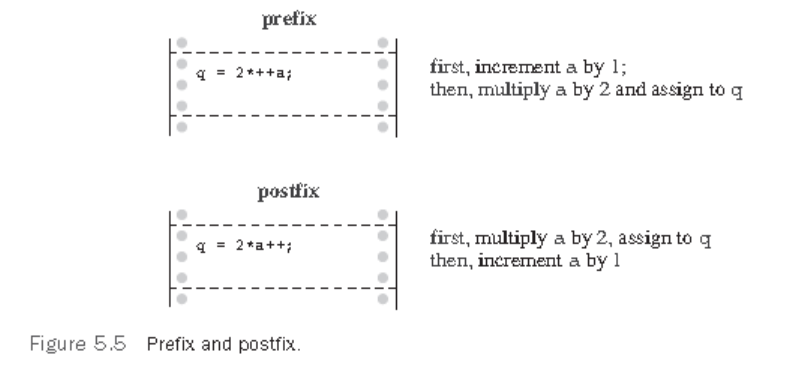 prefix
q = 2*++a;
first, increment a by 1;
then, multiply a by 2 and assign to q
postfix
q = 2*a++;
first, multiply a by 2, assign to q
then, increment a by 1
Figure 5.5 Prefix and postfix.